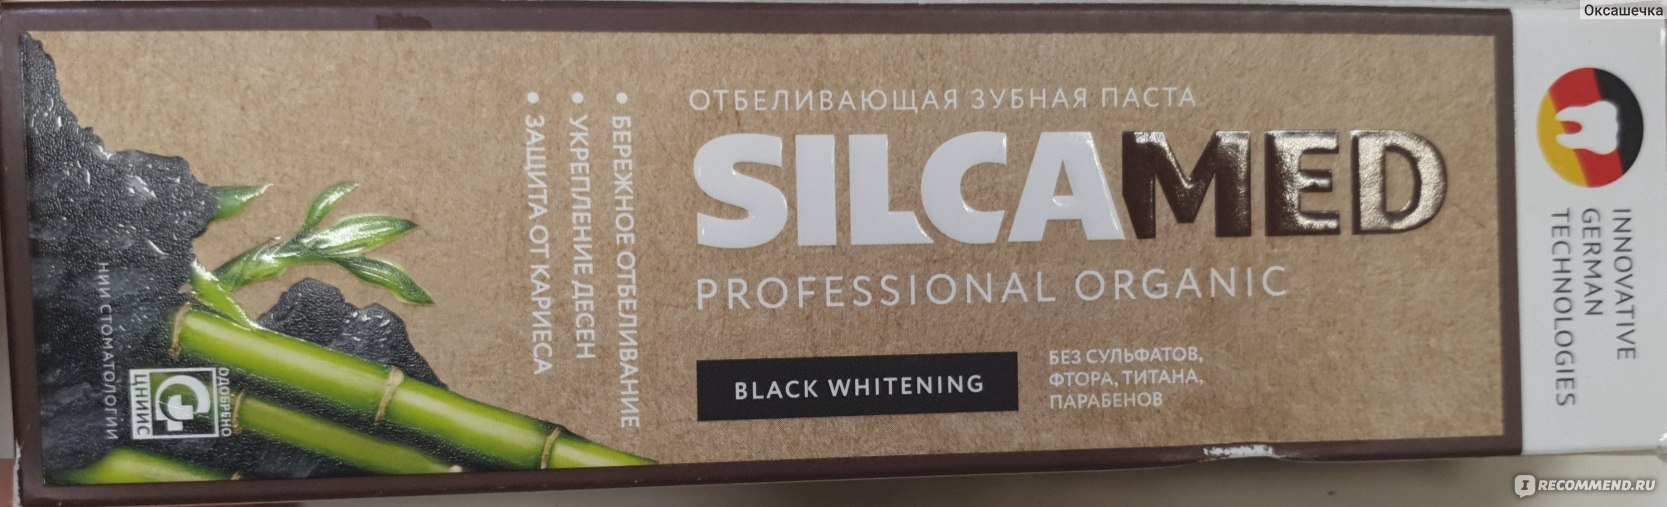 Оксашечка
ОТБЕЛИВАЮЩАЯ ЗУБНАЯ ПАСТА
SILCAMED
PROFESSIONAL ORGANIC
BLACK WHITENING
БЕЗ СУЛЬФАТОВ,
ФТОРА, ТИТАНА,
ПАРАБЕНОВ
• БЕРЕЖНОЕ ОТБЕЛИВАНИЕ
• УКРЕПЛЕНИЕ ДЕСЕН
• ЗАЩИТА ОТ КАРИЕСА
ОДОБРЕНО
ЦНИИС
НИИ СТОМАТОЛОГИИ
INNOVATIVE
GERMAN
TECHNOLOGIES
IRECOMMEND.RU